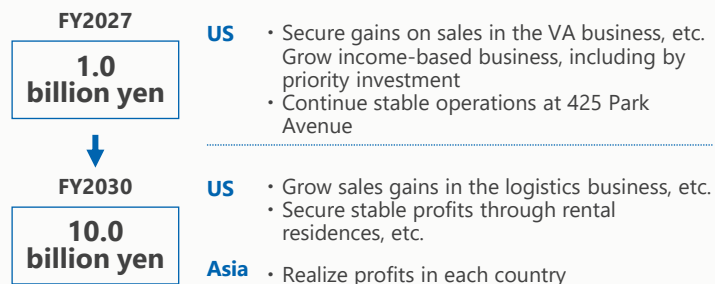 FY2027
1.0
billion yen
US
・Secure gains on sales in the VA business, etc.
Grow income-based business, including by
priority investment
・Continue stable operations at 425 Park
Avenue
FY2030
10.0
billion yen
US
・Grow sales gains in the logistics business, etc.
・Secure stable profits through rental
residences, etc.
Asia
・Realize profits in each country